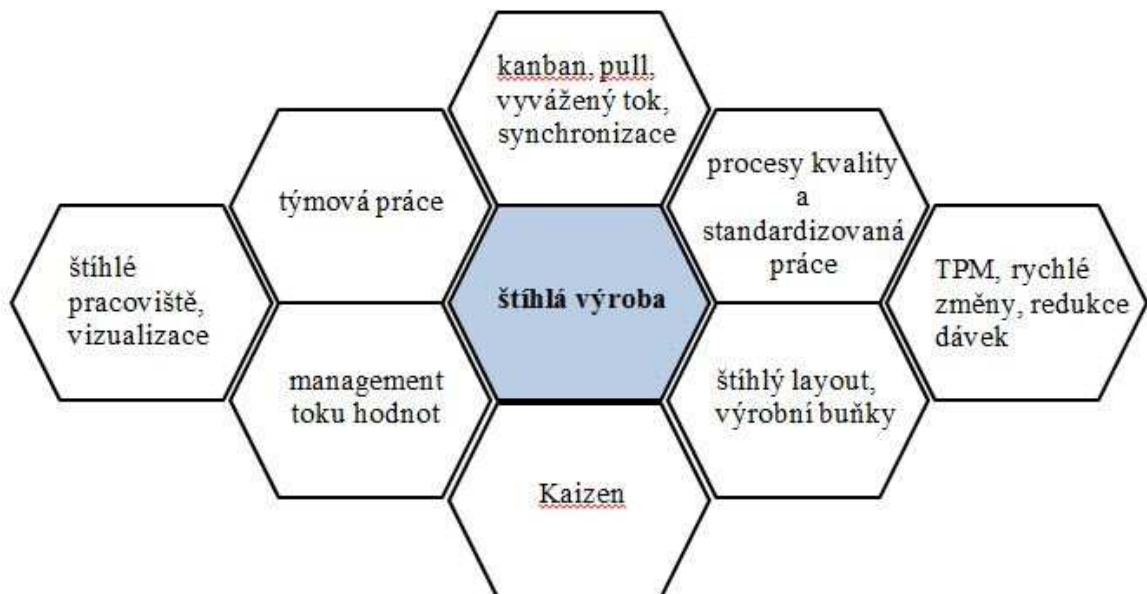 kanban, pull,
vyvážený tok,
synchronizace
týmová práce
procesy kvality
a
standardizovaná
práce
štíhlé
pracoviště,
vizualizace
štíhlá výroba
TPM, rychlé
změny, redukce
dávek
management
toku hodnot
štíhlý layout,
výrobní buňky
Kaizen